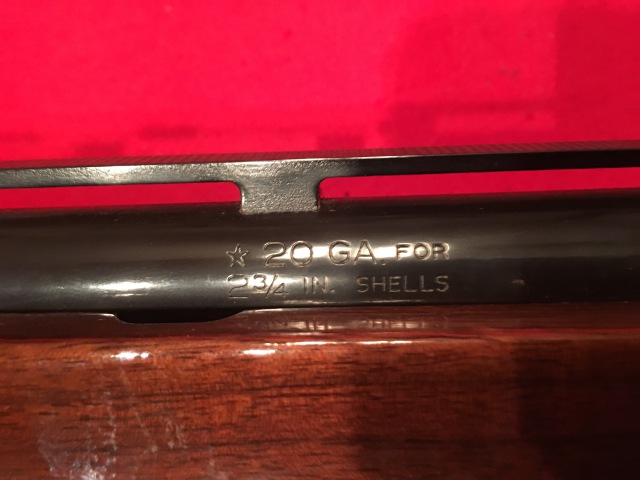 ☆ 20 GA. FOR
2¾ IN. SHELLS